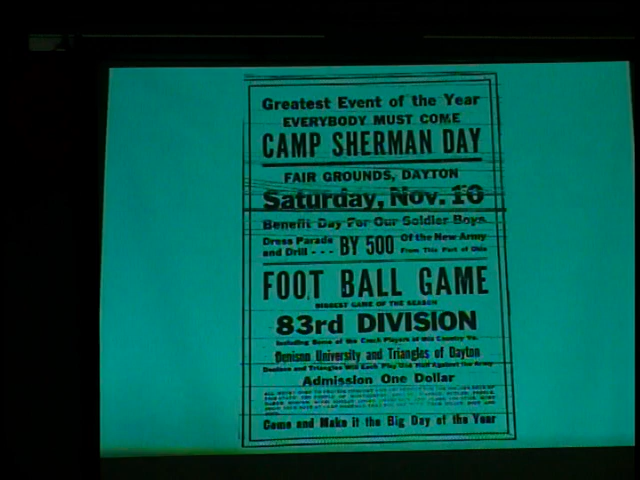 Greatest Event of the Year
EVERYBODY MUST COME
CAMP SHERMAN DAY
FAIR GROUNDS, DAYTON
Saturday, Nov. 10
Benefit Day For Our Soldier Boys
Dress Parade and Drill - - - BY 500 Of the New Army From This Part of Ohio
FOOT BALL GAME
BIGGEST GAME OF THE SEASON
83rd DIVISION
Including Some of the Crack Players of this Country Vs.
Denison University and Triangles of Dayton
Denison and Triangles Will Each Play One Half Against the Army
Admission One Dollar
Come and Make it the Big Day of the Year